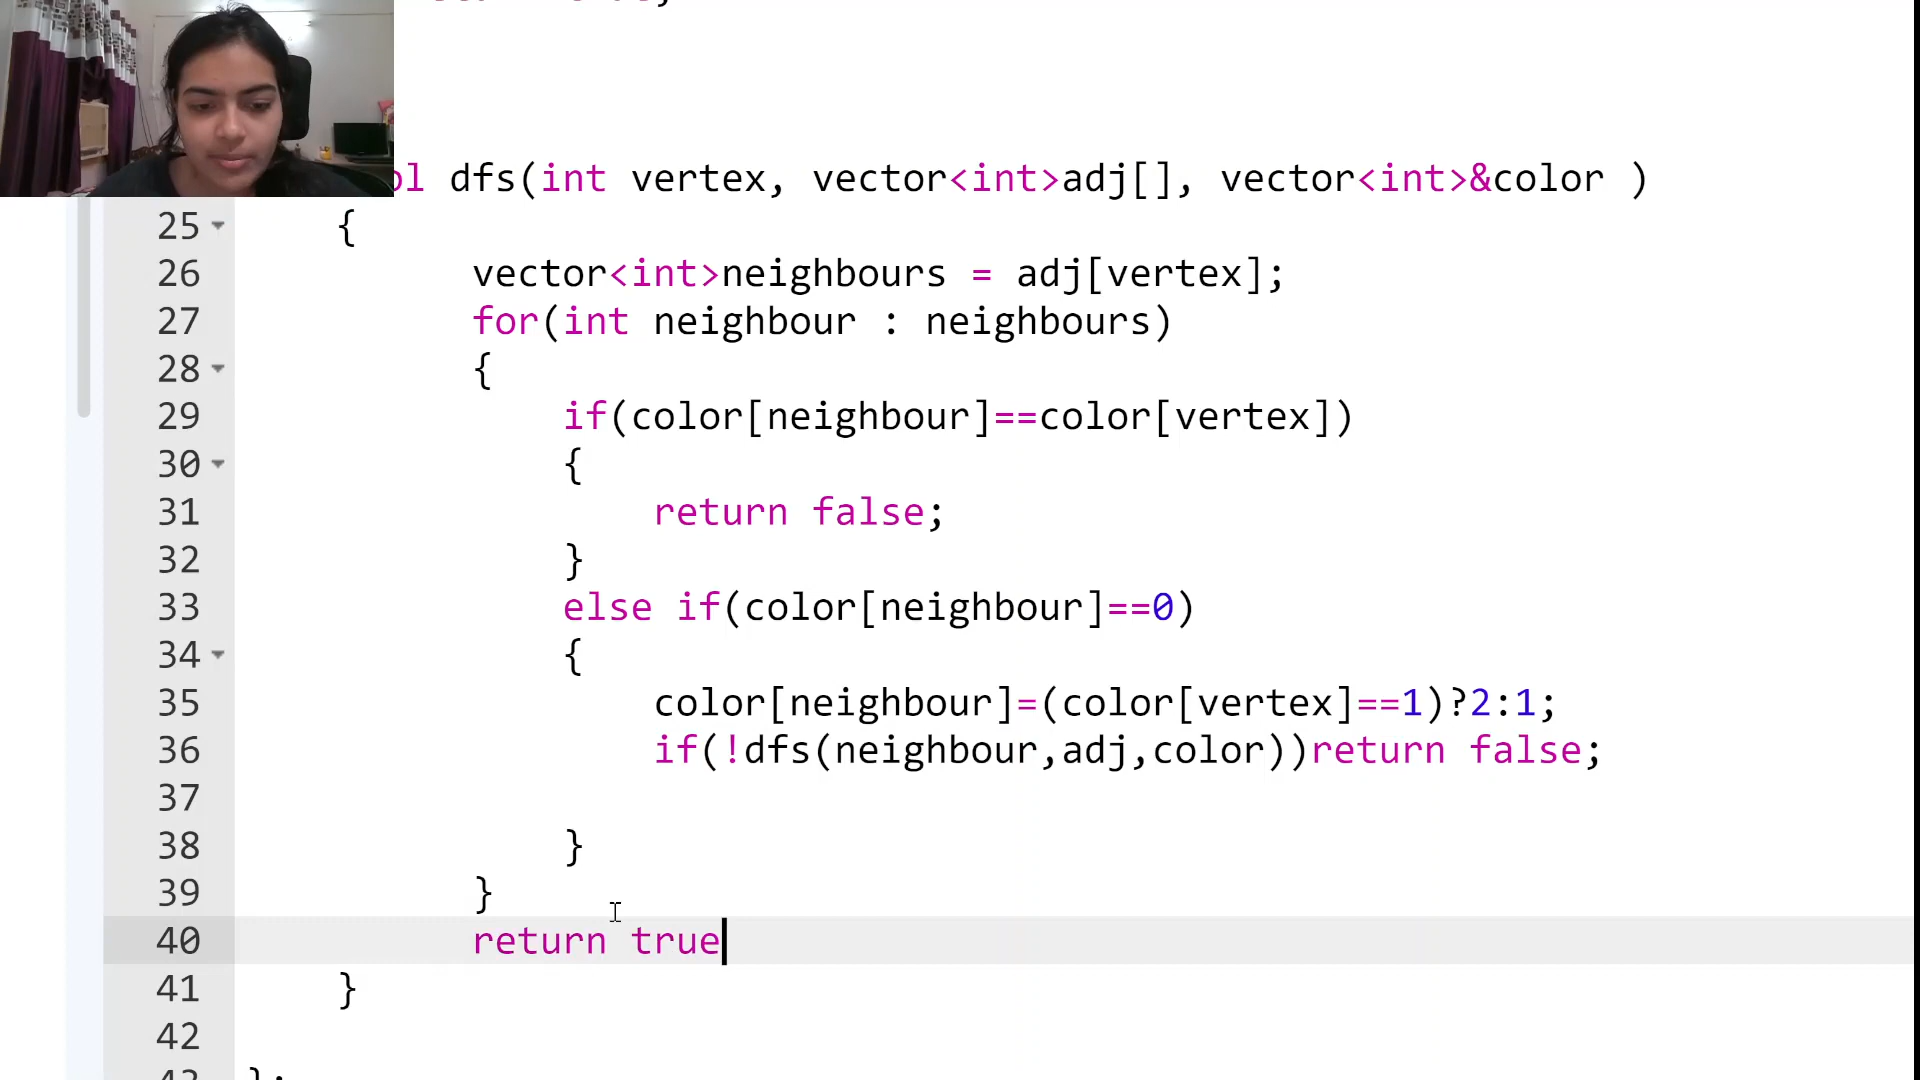 ol dfs(int vertex, vector<int>adj[], vector<int>&color )
25 {
26 vector<int>neighbours = adj[vertex];
27 for(int neighbour : neighbours)
28 {
29 if(color[neighbour]==color[vertex])
30 {
31 return false;
32 }
33 else if(color[neighbour]==0)
34 {
35 color[neighbour]=(color[vertex]==1)?2:1;
36 if(!dfs(neighbour,adj,color))return false;
37
38 }
39 }
40 return true
41 }
42
43 };